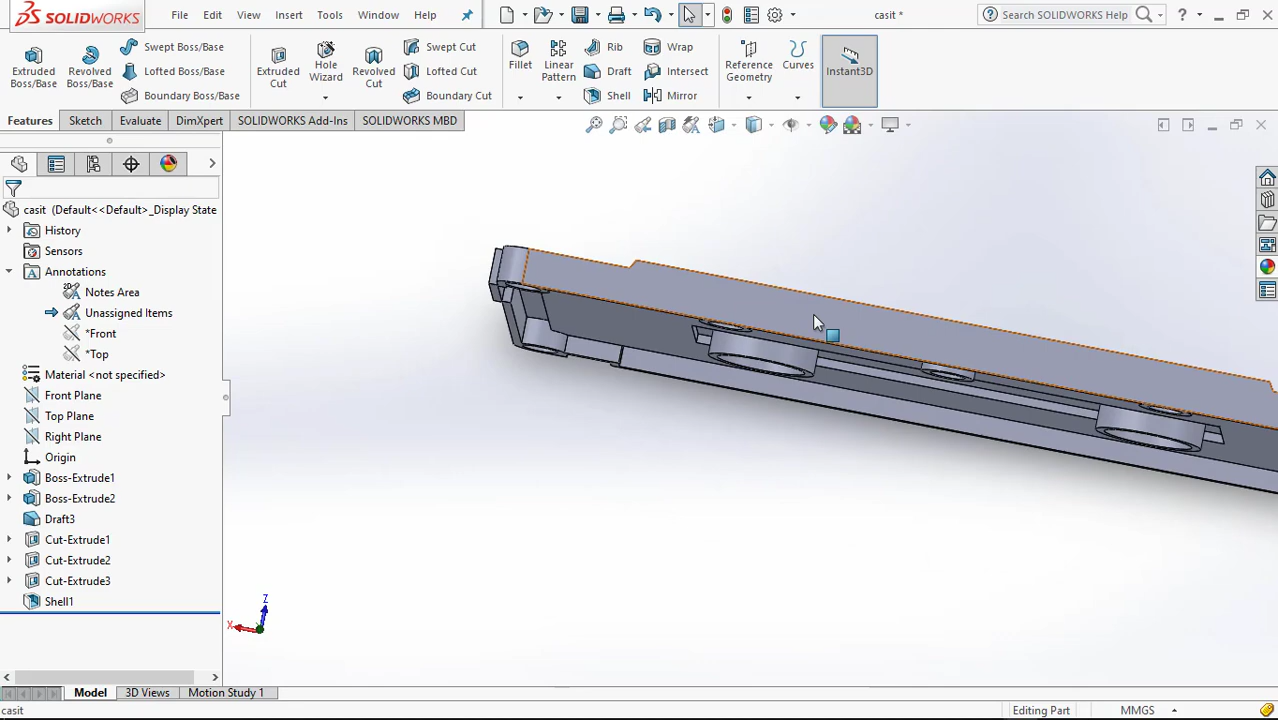 SOLIDWORKS File Edit View Insert Tools Window Help casit * Search SOLIDWORKS Help ?
Extruded Boss/Base
Revolved Boss/Base
Swept Boss/Base
Lofted Boss/Base
Boundary Boss/Base
Extruded Cut
Hole Wizard
Revolved Cut
Swept Cut
Lofted Cut
Boundary Cut
Fillet
Linear Pattern
Rib
Draft
Shell
Wrap
Intersect
Mirror
Reference Geometry
Curves
Instant3D
Features Sketch Evaluate DimXpert SOLIDWORKS Add-Ins SOLIDWORKS MBD
casit (Default<<Default>_Display State
History
Sensors
Annotations
Notes Area
Unassigned Items
*Front
*Top
Material <not specified>
Front Plane
Top Plane
Right Plane
Origin
Boss-Extrude1
Boss-Extrude2
Draft3
Cut-Extrude1
Cut-Extrude2
Cut-Extrude3
Shell1
Z
X
Model 3D Views Motion Study 1
casit Editing Part MMGS